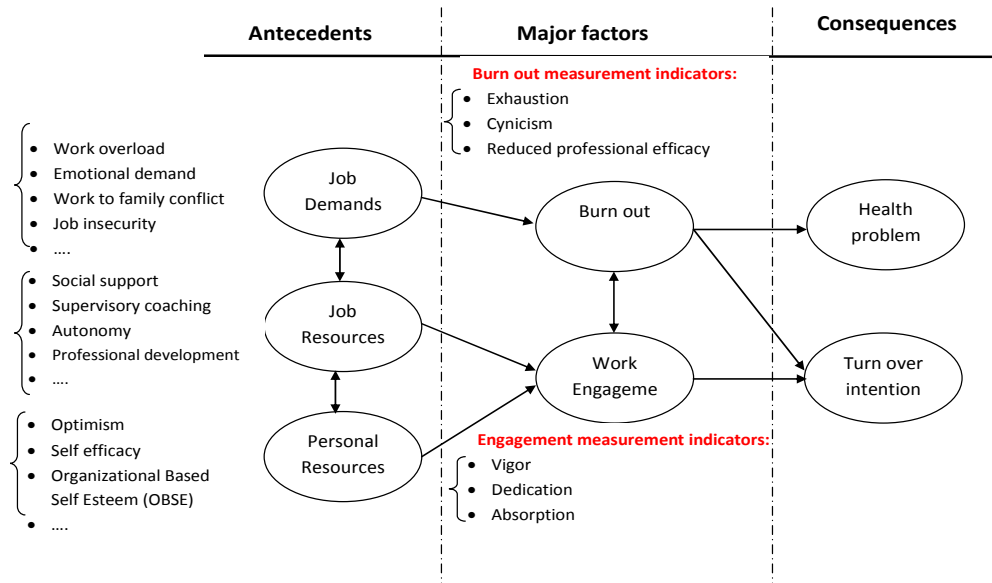 Antecedents
Major factors
Consequences
Burn out measurement indicators:
• Exhaustion
• Cynicism
• Reduced professional efficacy
• Work overload
• Emotional demand
• Work to family conflict
• Job insecurity
• ....
Job
Demands
Burn out
Health
problem
• Social support
• Supervisory coaching
• Autonomy
• Professional development
• ....
Job
Resources
Work
Engageme
Turn over
intention
• Optimism
• Self efficacy
• Organizational Based
Self Esteem (OBSE)
• ....
Personal
Resources
Engagement measurement indicators:
• Vigor
• Dedication
• Absorption